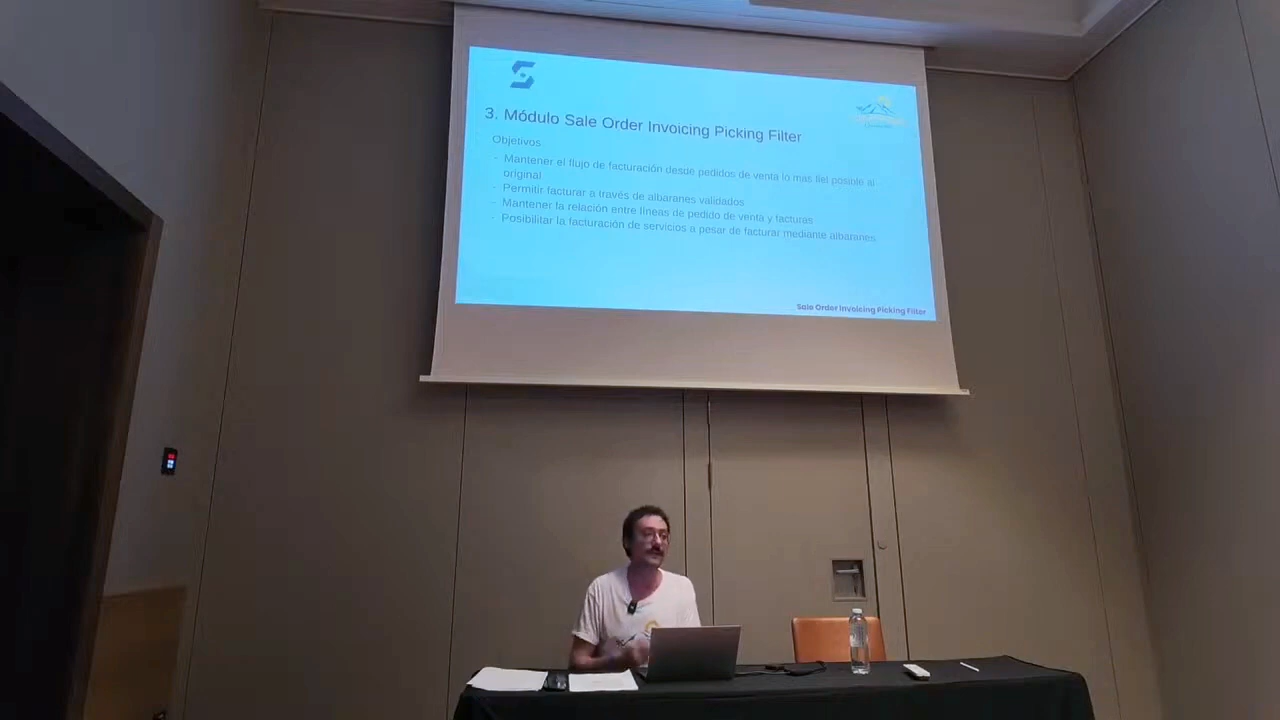 3. Módulo Sale Order Invoicing Picking Filter
Objetivos
- Mantener el flujo de facturación desde pedidos de venta lo más fiel posible al
original
- Permitir facturar a través de albaranes validados
- Mantener la relación entre líneas de pedido de venta y facturas
- Posibilitar la facturación de servicios a pesar de facturar mediante albaranes
Sale Order Invoicing Picking Filter